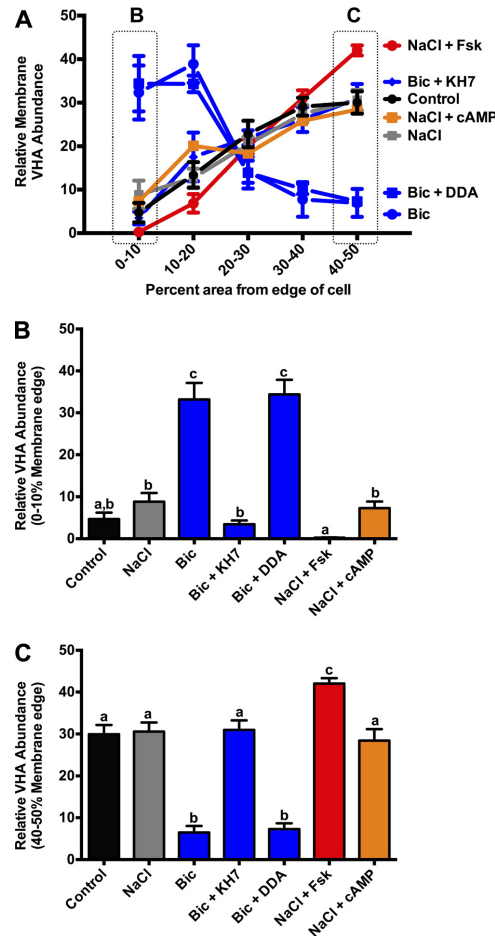 A
B
C
Relative Membrane
VHA Abundance
50
40
30
20
10
0
0-10
10-20
20-30
30-40
40-50
Percent area from edge of cell
NaCl + Fsk
Bic + KH7
Control
NaCl + cAMP
NaCl
Bic + DDA
Bic
B
Relative VHA Abundance
(0-10% Membrane edge)
50
40
30
20
10
0
a,b
b
c
b
c
a
b
Control
NaCl
Bic
Bic + KH7
Bic + DDA
NaCl + Fsk
NaCl + cAMP
C
Relative VHA Abundance
(40-50% Membrane edge)
50
40
30
20
10
0
a
a
b
a
b
c
a
Control
NaCl
Bic
Bic + KH7
Bic + DDA
NaCl + Fsk
NaCl + cAMP